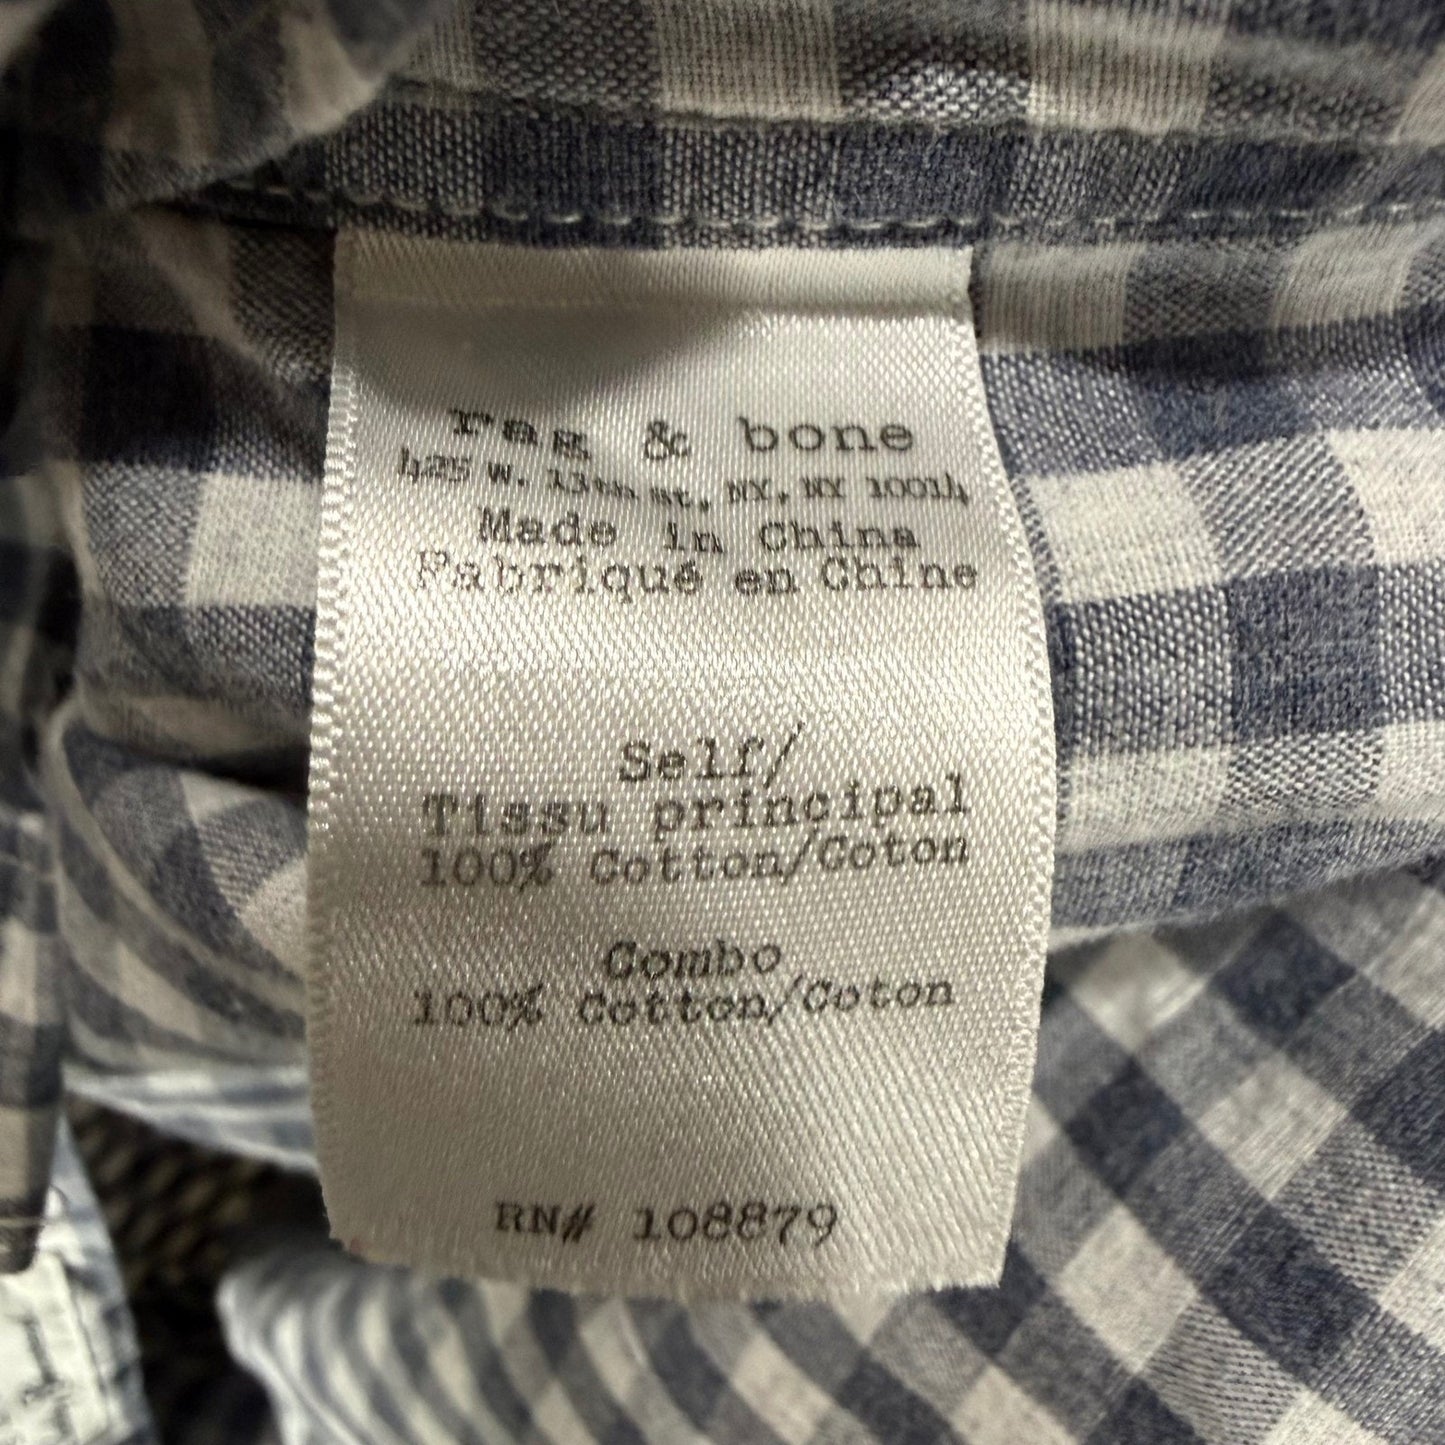 rag & bone
425 W. 13th st, NY, NY 10014
Made in China
Fabriqué en Chine
Self/
Tissu principal
100% Cotton/Coton
Combo
100% Cotton/Coton
RN# 108879